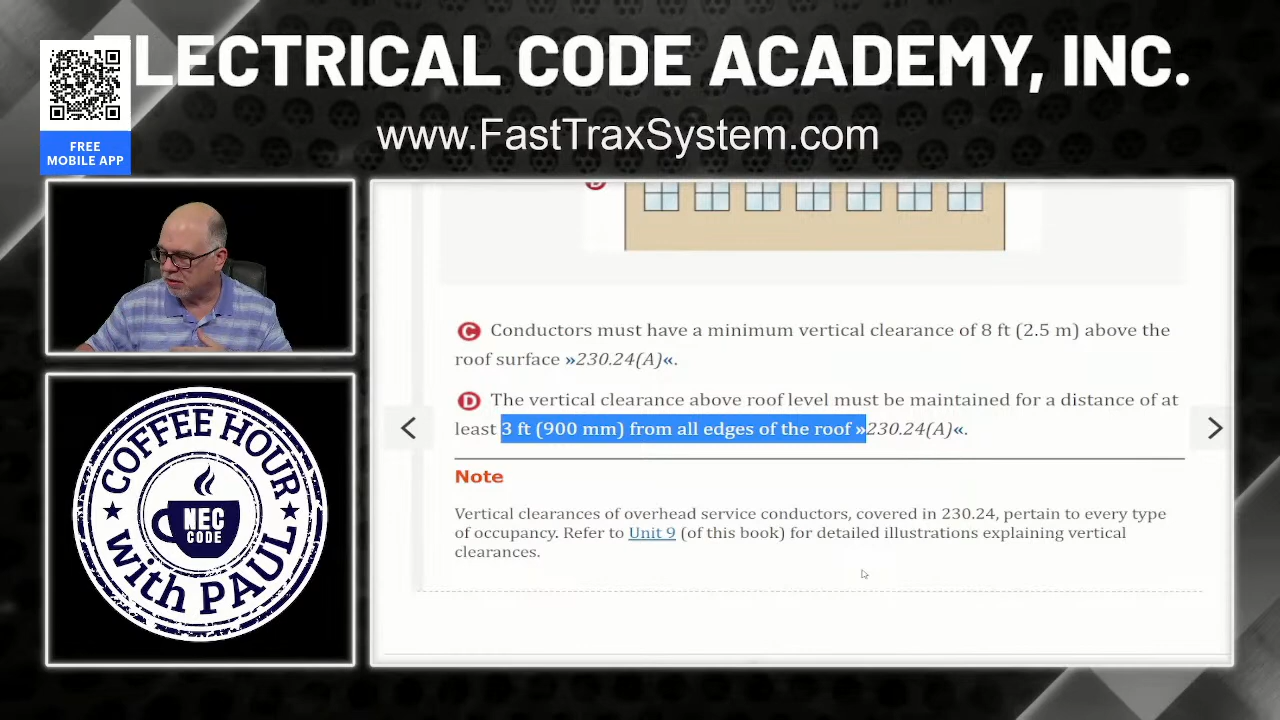 ELECTRICAL CODE ACADEMY, INC.
www.FastTraxSystem.com
FREE
MOBILE APP
COFFEE HOUR
NEC
CODE
with PAUL
D
C Conductors must have a minimum vertical clearance of 8 ft (2.5 m) above the
roof surface »230.24(A)«.
D The vertical clearance above roof level must be maintained for a distance of at
least 3 ft (900 mm) from all edges of the roof »230.24(A)«.
Note
Vertical clearances of overhead service conductors, covered in 230.24, pertain to every type
of occupancy. Refer to Unit 9 (of this book) for detailed illustrations explaining vertical
clearances.